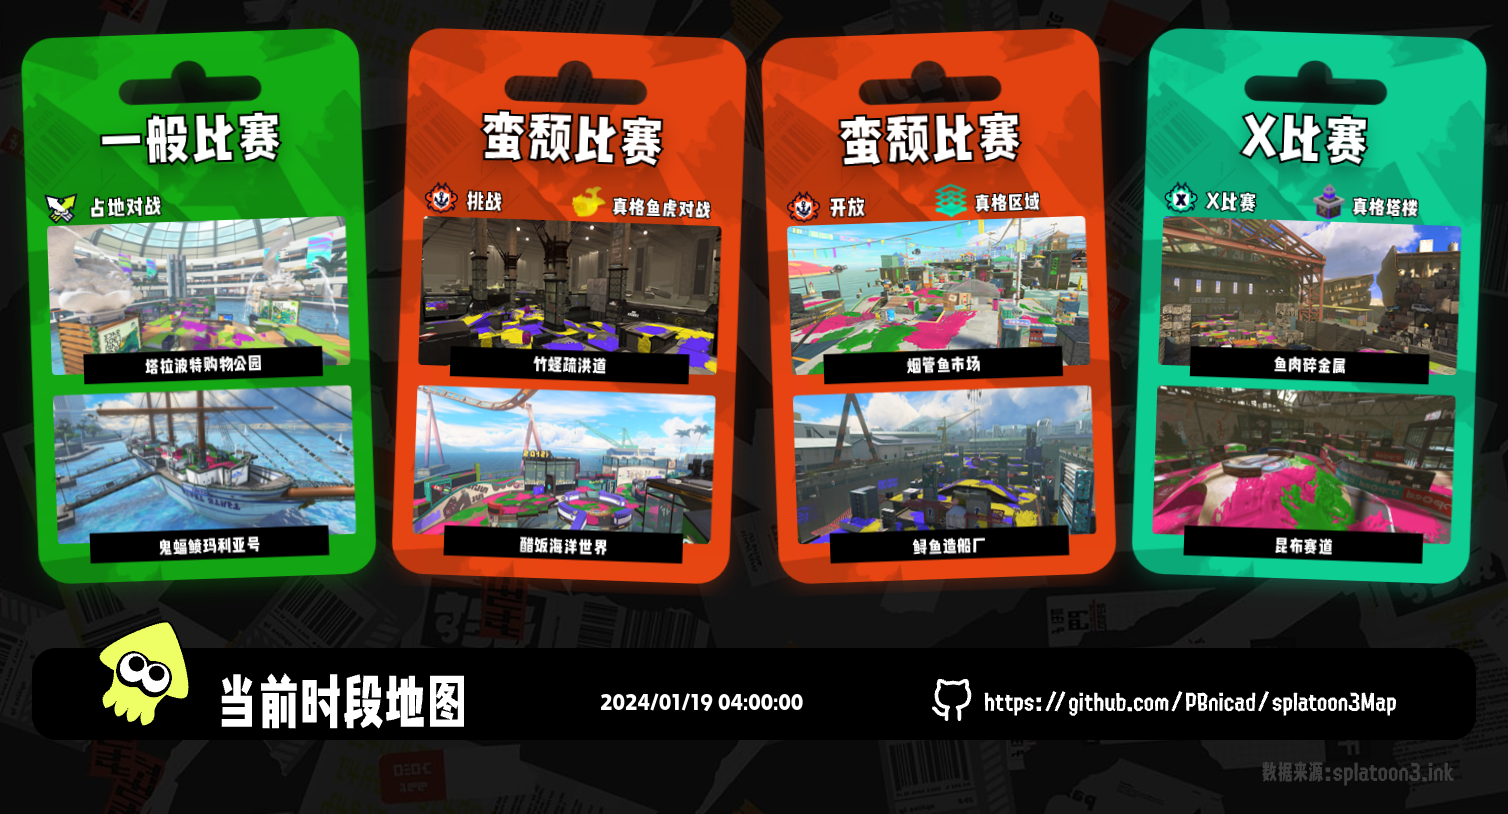 一般比赛
占地对战
塔拉波特购物公园
鬼蝠鲼玛利亚号
蛮颓比赛
挑战
真格鱼虎对战
竹蛏疏洪道
醋饭海洋世界
蛮颓比赛
开放
真格区域
烟管鱼市场
鲟鱼造船厂
X比赛
X比赛
真格塔楼
鱼肉碎金属
昆布赛道
当前时段地图
2024/01/19 04:00:00
https://github.com/PBnicad/splatoon3Map
数据来源:splatoon3.ink